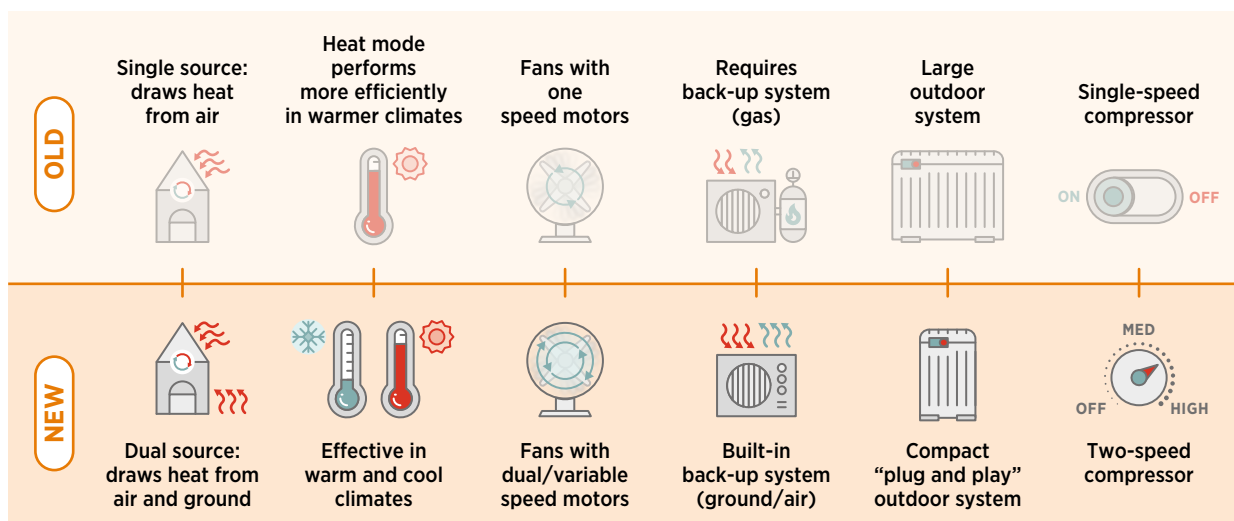 OLD
Single source:
draws heat
from air
Heat mode
performs
more efficiently
in warmer climates
Fans with
one
speed motors
Requires
back-up system
(gas)
Large
outdoor
system
Single-speed
compressor
ON
OFF
NEW
Dual source:
draws heat from
air and ground
Effective in
warm and cool
climates
Fans with
dual/variable
speed motors
Built-in
back-up system
(ground/air)
Compact
“plug and play”
outdoor system
MED
OFF
HIGH
Two-speed
compressor